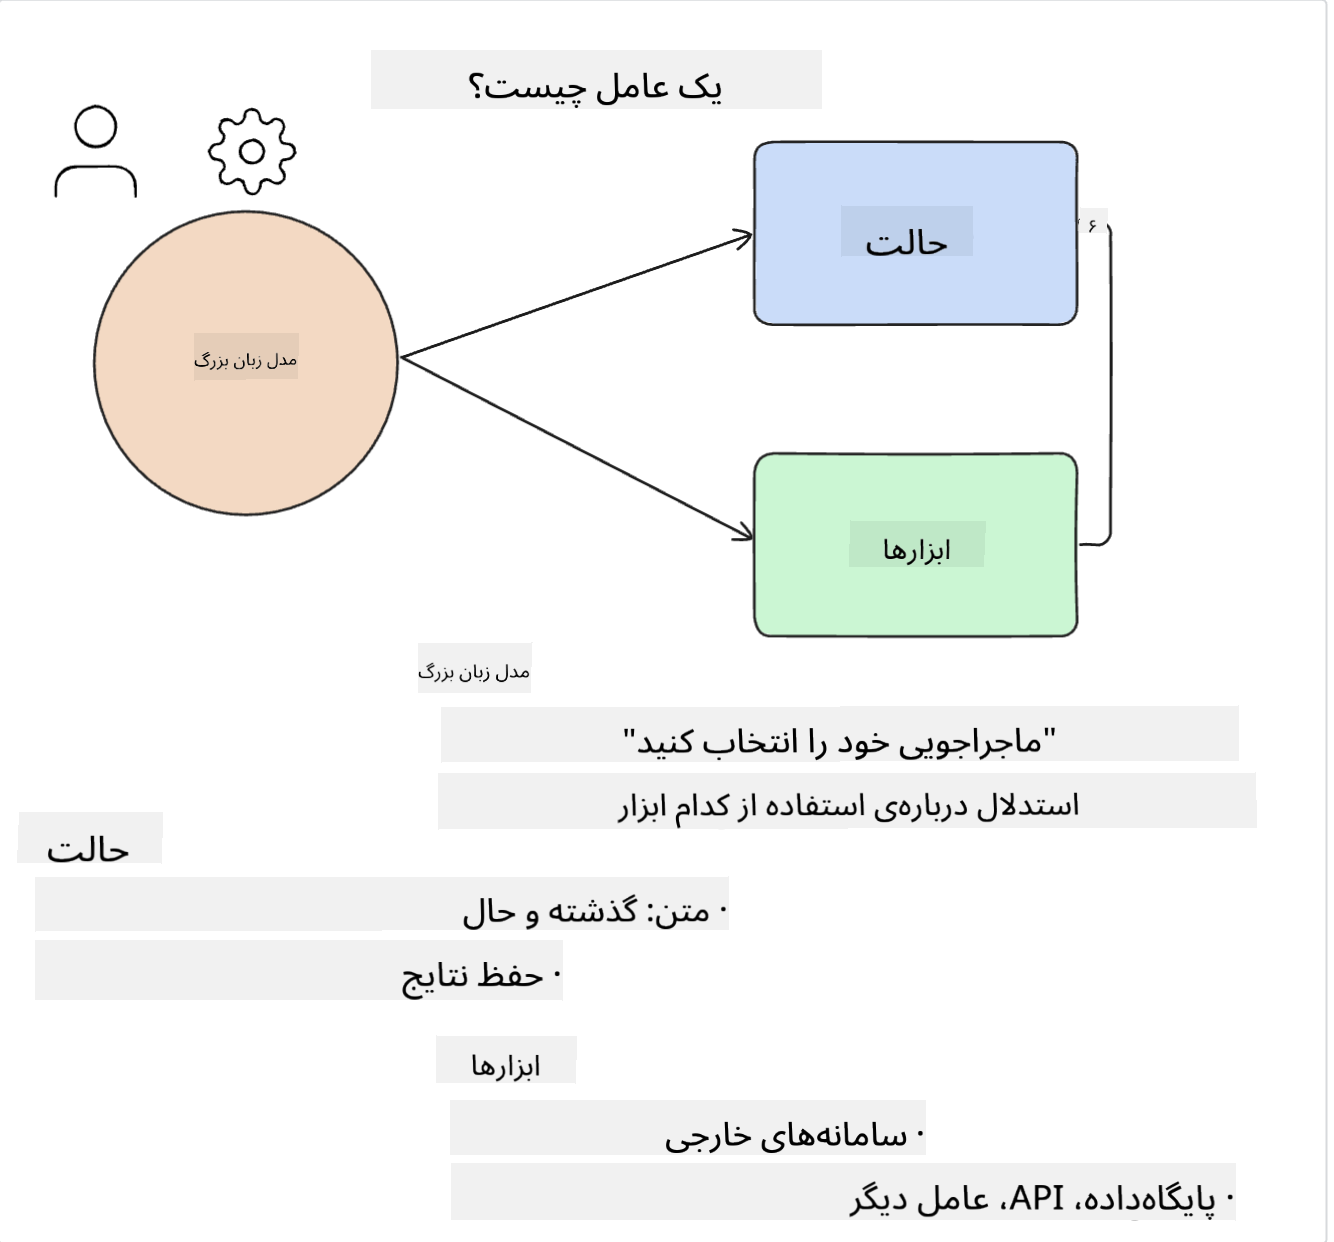 یک عامل چیست؟
حالت
۶
مدل زبان بزرگ
ابزارها
مدل زبان بزرگ
"ماجراجویی خود را انتخاب کنید"
استدلال درباره‌ی استفاده از کدام ابزار
حالت
· متن: گذشته و حال
· حفظ نتایج
ابزارها
· سامانه‌های خارجی
· پایگاه‌داده، API، عامل دیگر